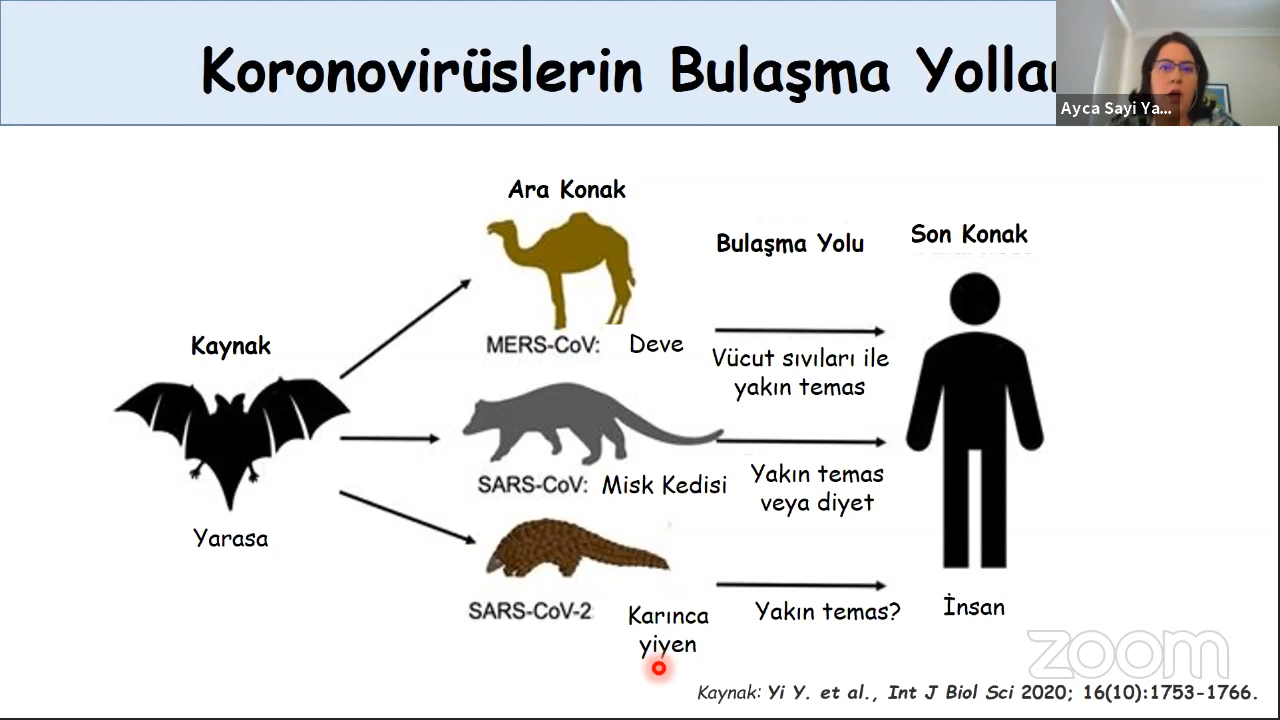 Koronovirüslerin Bulaşma Yolla
Ayca Sayi Ya...
Ara Konak
Bulaşma Yolu
Son Konak
Kaynak
MERS-CoV: Deve
Vücut sıvıları ile
yakın temas
SARS-CoV: Misk Kedisi
Yakın temas
veya diyet
Yarasa
SARS-CoV-2: Karınca
yiyen
Yakın temas?
İnsan
zoom
Kaynak: Yi Y. et al., Int J Biol Sci 2020; 16(10):1753-1766.